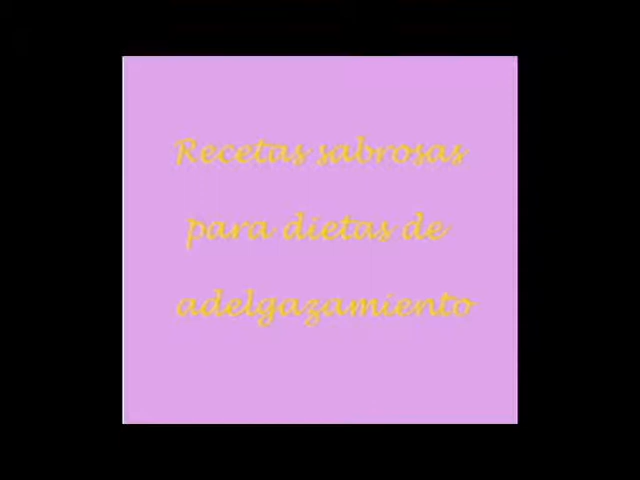 Recetas sabrosas
para dietas de
adelgazamiento